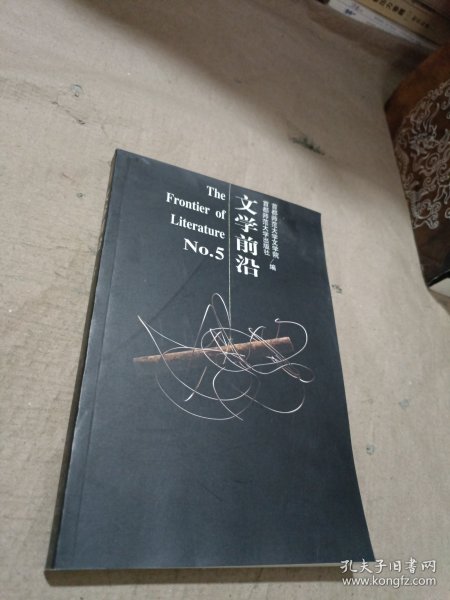 The
Frontier of
Literature
No.5
文学前沿
首都师范大学文学院
首都师范大学出版社
编
孔夫子旧书网
www.kongfz.com